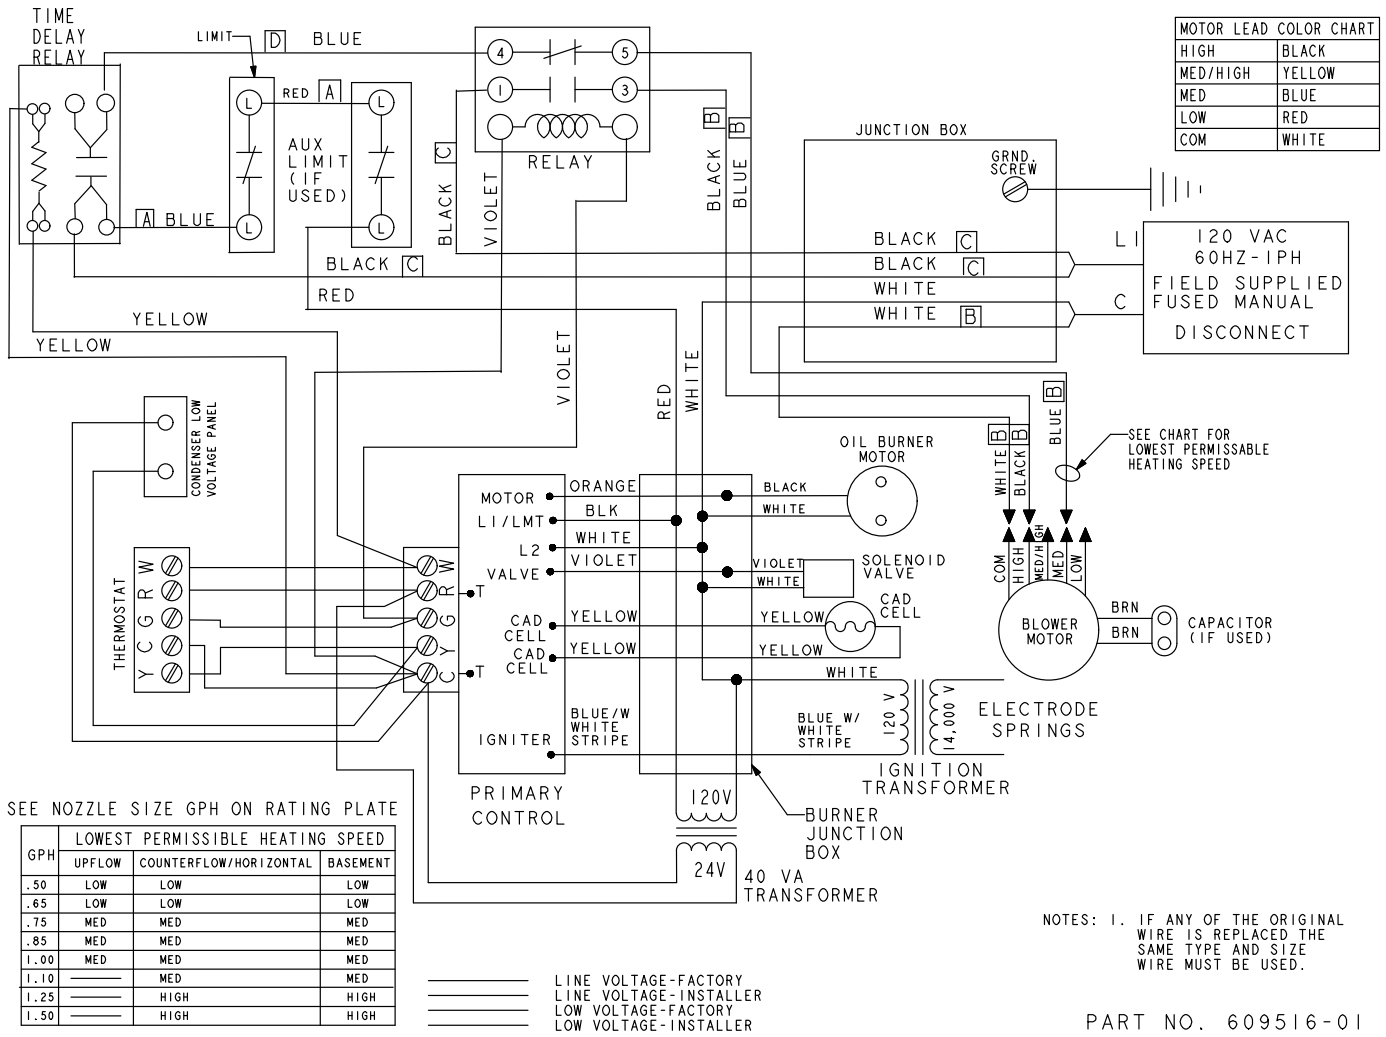 TIME
DELAY
RELAY
LIMIT
D BLUE
RED A
L L
AUX
LIMIT
(IF
USED)
L L
A BLUE
4 5
1 3
RELAY
BLACK C
VIOLET
BLACK B
BLUE B
JUNCTION BOX
GRND.
SCREW
MOTOR LEAD COLOR CHART
HIGH BLACK
MED/HIGH YELLOW
MED BLUE
LOW RED
COM WHITE
BLACK C
BLACK C
WHITE
WHITE B
L1
C
120 VAC
60HZ-1PH
FIELD SUPPLIED
FUSED MANUAL
DISCONNECT
BLACK C
RED
YELLOW
YELLOW
VIOLET
RED
WHITE
CONDENSER LOW
VOLTAGE PANEL
THERMOSTAT
W
R
G
C
Y
W
R
G
Y
C
T
T
MOTOR
L1/LMT
L2
VALVE
CAD
CELL
CAD
CELL
IGNITER
PRIMARY
CONTROL
ORANGE
BLK
WHITE
VIOLET
YELLOW
YELLOW
BLUE/W
WHITE
STRIPE
OIL BURNER
MOTOR
BLACK
WHITE
VIOLET
WHITE
SOLENOID
VALVE
CAD
CELL
YELLOW
YELLOW
WHITE
BLUE W/
WHITE
STRIPE
120 V
14,000 V
ELECTRODE
SPRINGS
IGNITION
TRANSFORMER
BURNER
JUNCTION
BOX
120V
24V
40 VA
TRANSFORMER
WHITE B
BLACK B
BLUE B
SEE CHART FOR
LOWEST PERMISSABLE
HEATING SPEED
COM
HIGH
MED/HIGH
MED
LOW
BLOWER
MOTOR
BRN
BRN
CAPACITOR
(IF USED)
SEE NOZZLE SIZE GPH ON RATING PLATE
GPH LOWEST PERMISSIBLE HEATING SPEED
UPFLOW COUNTERFLOW/HORIZONTAL BASEMENT
.50 LOW LOW LOW
.65 LOW LOW LOW
.75 MED MED MED
.85 MED MED MED
1.00 MED MED MED
1.10 —— MED MED
1.25 —— HIGH HIGH
1.50 —— HIGH HIGH
LINE VOLTAGE-FACTORY
LINE VOLTAGE-INSTALLER
LOW VOLTAGE-FACTORY
LOW VOLTAGE-INSTALLER
NOTES: 1. IF ANY OF THE ORIGINAL
WIRE IS REPLACED THE
SAME TYPE AND SIZE
WIRE MUST BE USED.
PART NO. 609516-01